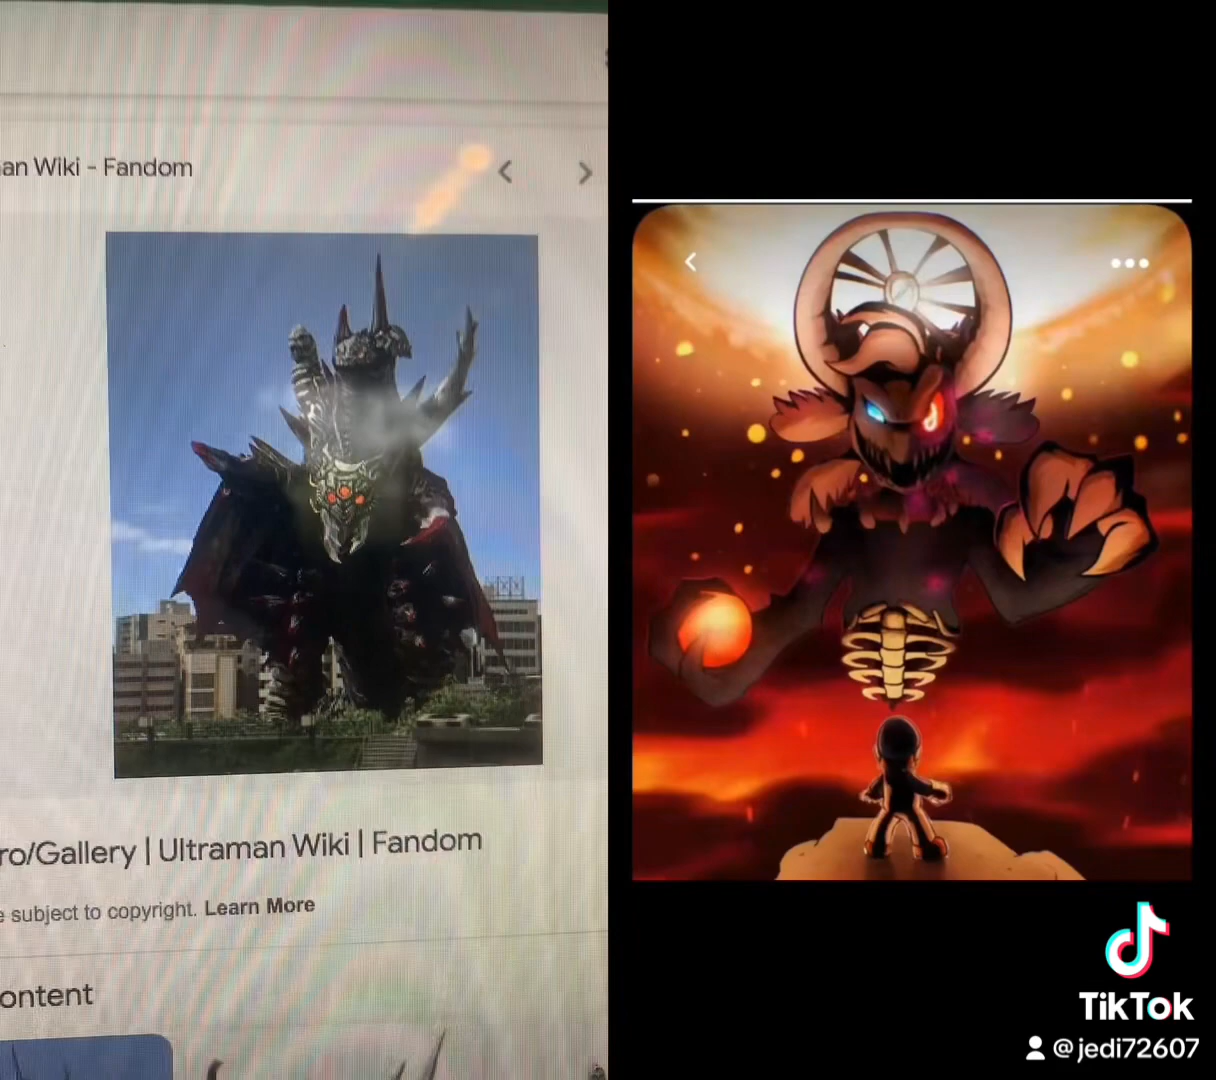 an Wiki - Fandom
ro/Gallery | Ultraman Wiki | Fandom
e subject to copyright. Learn More
ontent
TikTok
@jedi72607